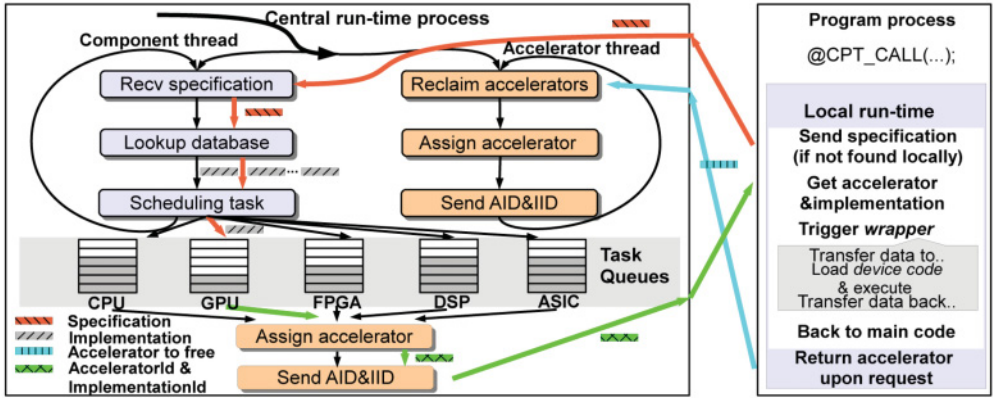 Central run-time process
Component thread
Accelerator thread
Recv specification
Lookup database
Scheduling task
Reclaim accelerators
Assign accelerator
Send AID&IID
...
Task
Queues
CPU
GPU
FPGA
DSP
ASIC
Assign accelerator
Send AID&IID
Specification
Implementation
Accelerator to free
AcceleratorId &
ImplementationId
Program process
@CPT_CALL(...);
Local run-time
Send specification
(if not found locally)
Get accelerator
&implementation
Trigger wrapper
Transfer data to..
Load device code
& execute
Transfer data back..
Back to main code
Return accelerator
upon request